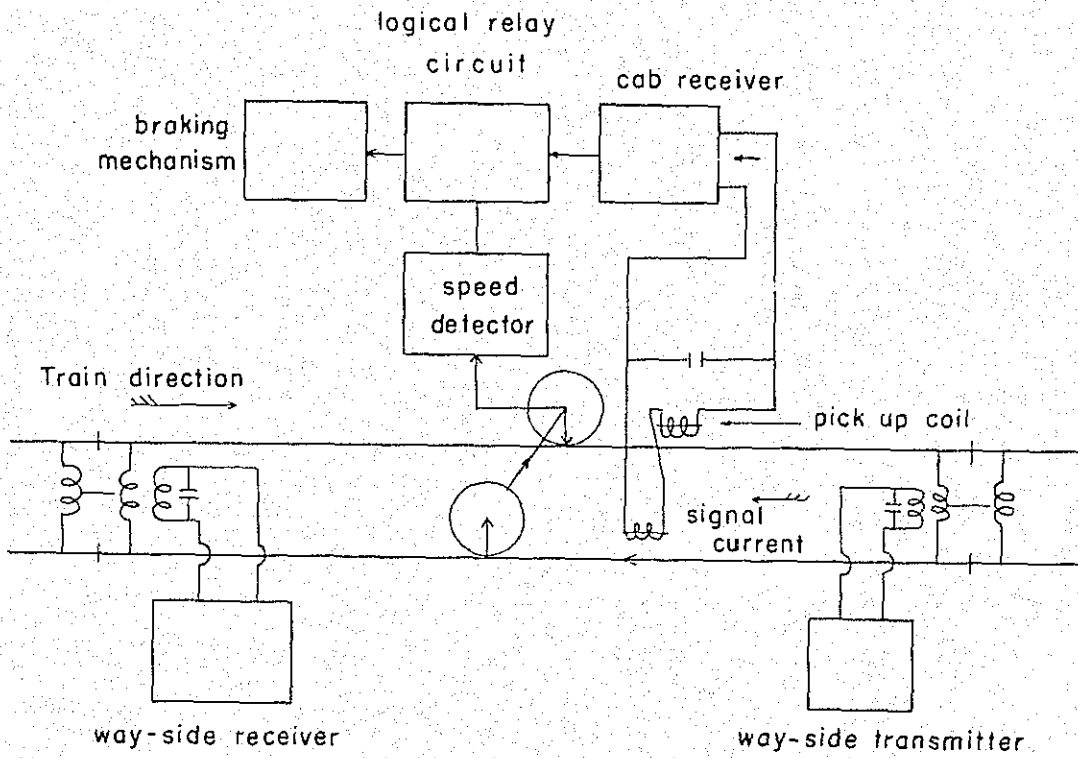 logical relay
circuit
cab receiver
braking
mechanism
speed
detector
Train direction
pick up coil
signal
current
way-side receiver
way-side transmitter